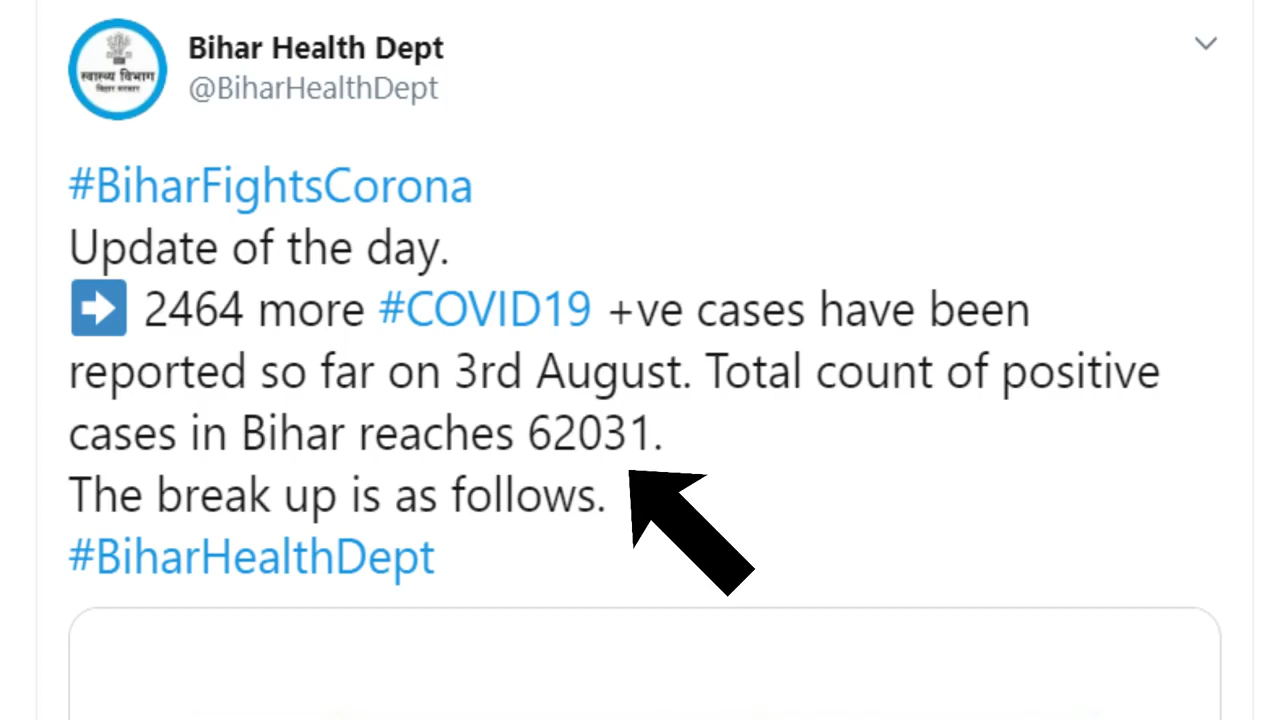 Bihar Health Dept
@BiharHealthDept
स्वास्थ्य विभाग
बिहार सरकार
#BiharFightsCorona
Update of the day.
➡️ 2464 more #COVID19 +ve cases have been
reported so far on 3rd August. Total count of positive
cases in Bihar reaches 62031.
The break up is as follows.
#BiharHealthDept